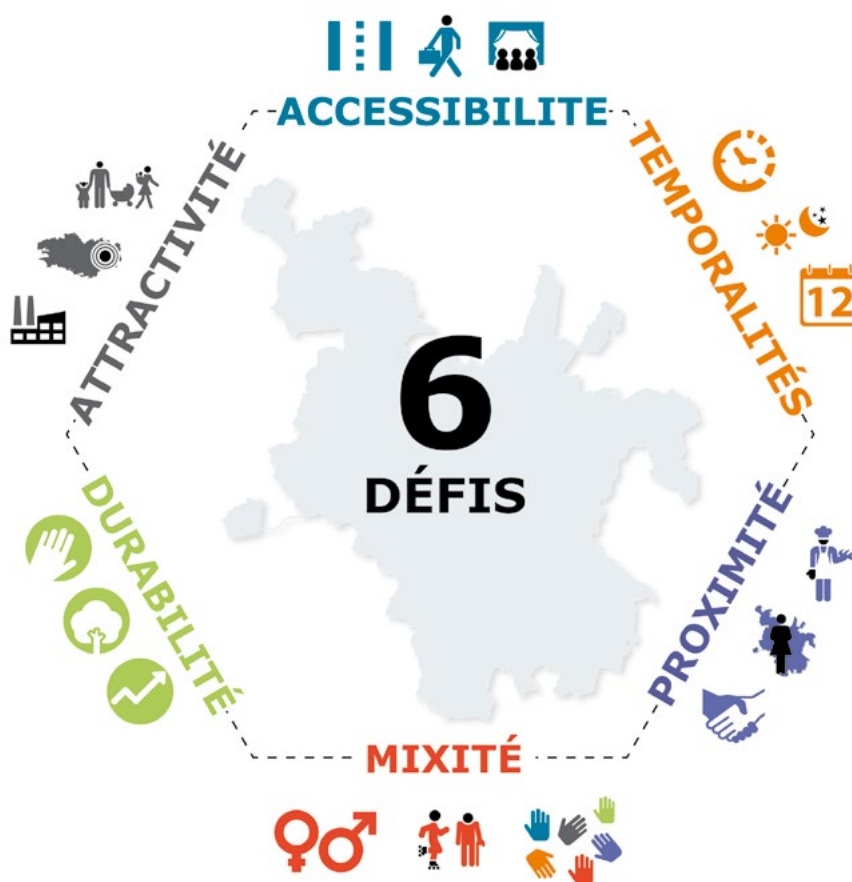 ACCESSIBILITE
TEMPORALITÉS
12
ATTRACTIVITÉ
6
DÉFIS
DURABILITÉ
PROXIMITÉ
MIXITÉ